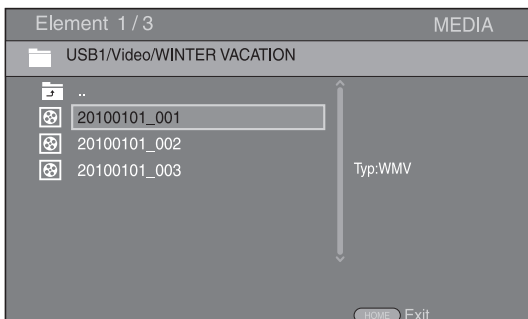 Element 1/3 MEDIA
USB1/Video/WINTER VACATION
..
20100101_001
20100101_002
20100101_003
Typ:WMV
HOME Exit